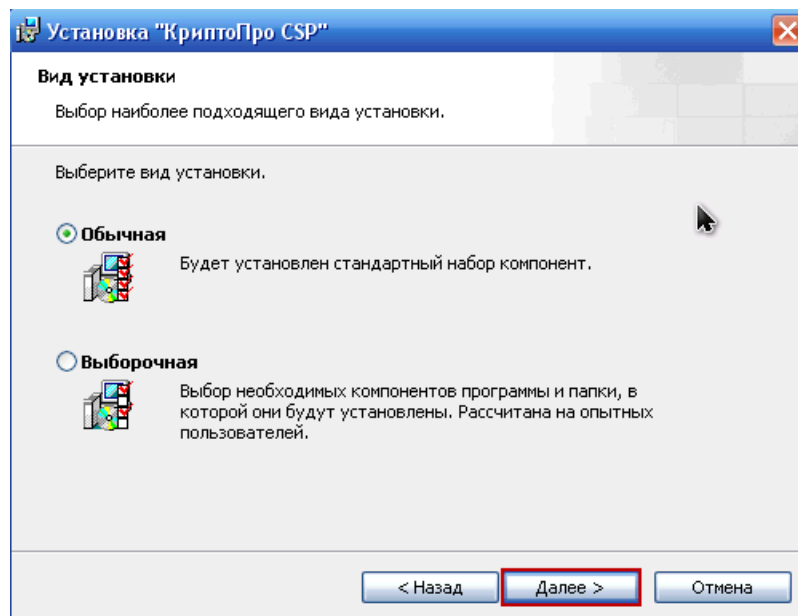 Установка "КриптоПро CSP"
Вид установки
Выбор наиболее подходящего вида установки.
Выберите вид установки.
Обычная
Будет установлен стандартный набор компонент.
Выборочная
Выбор необходимых компонентов программы и папки, в
которой они будут установлены. Рассчитана на опытных
пользователей.
< Назад
Далее >
Отмена